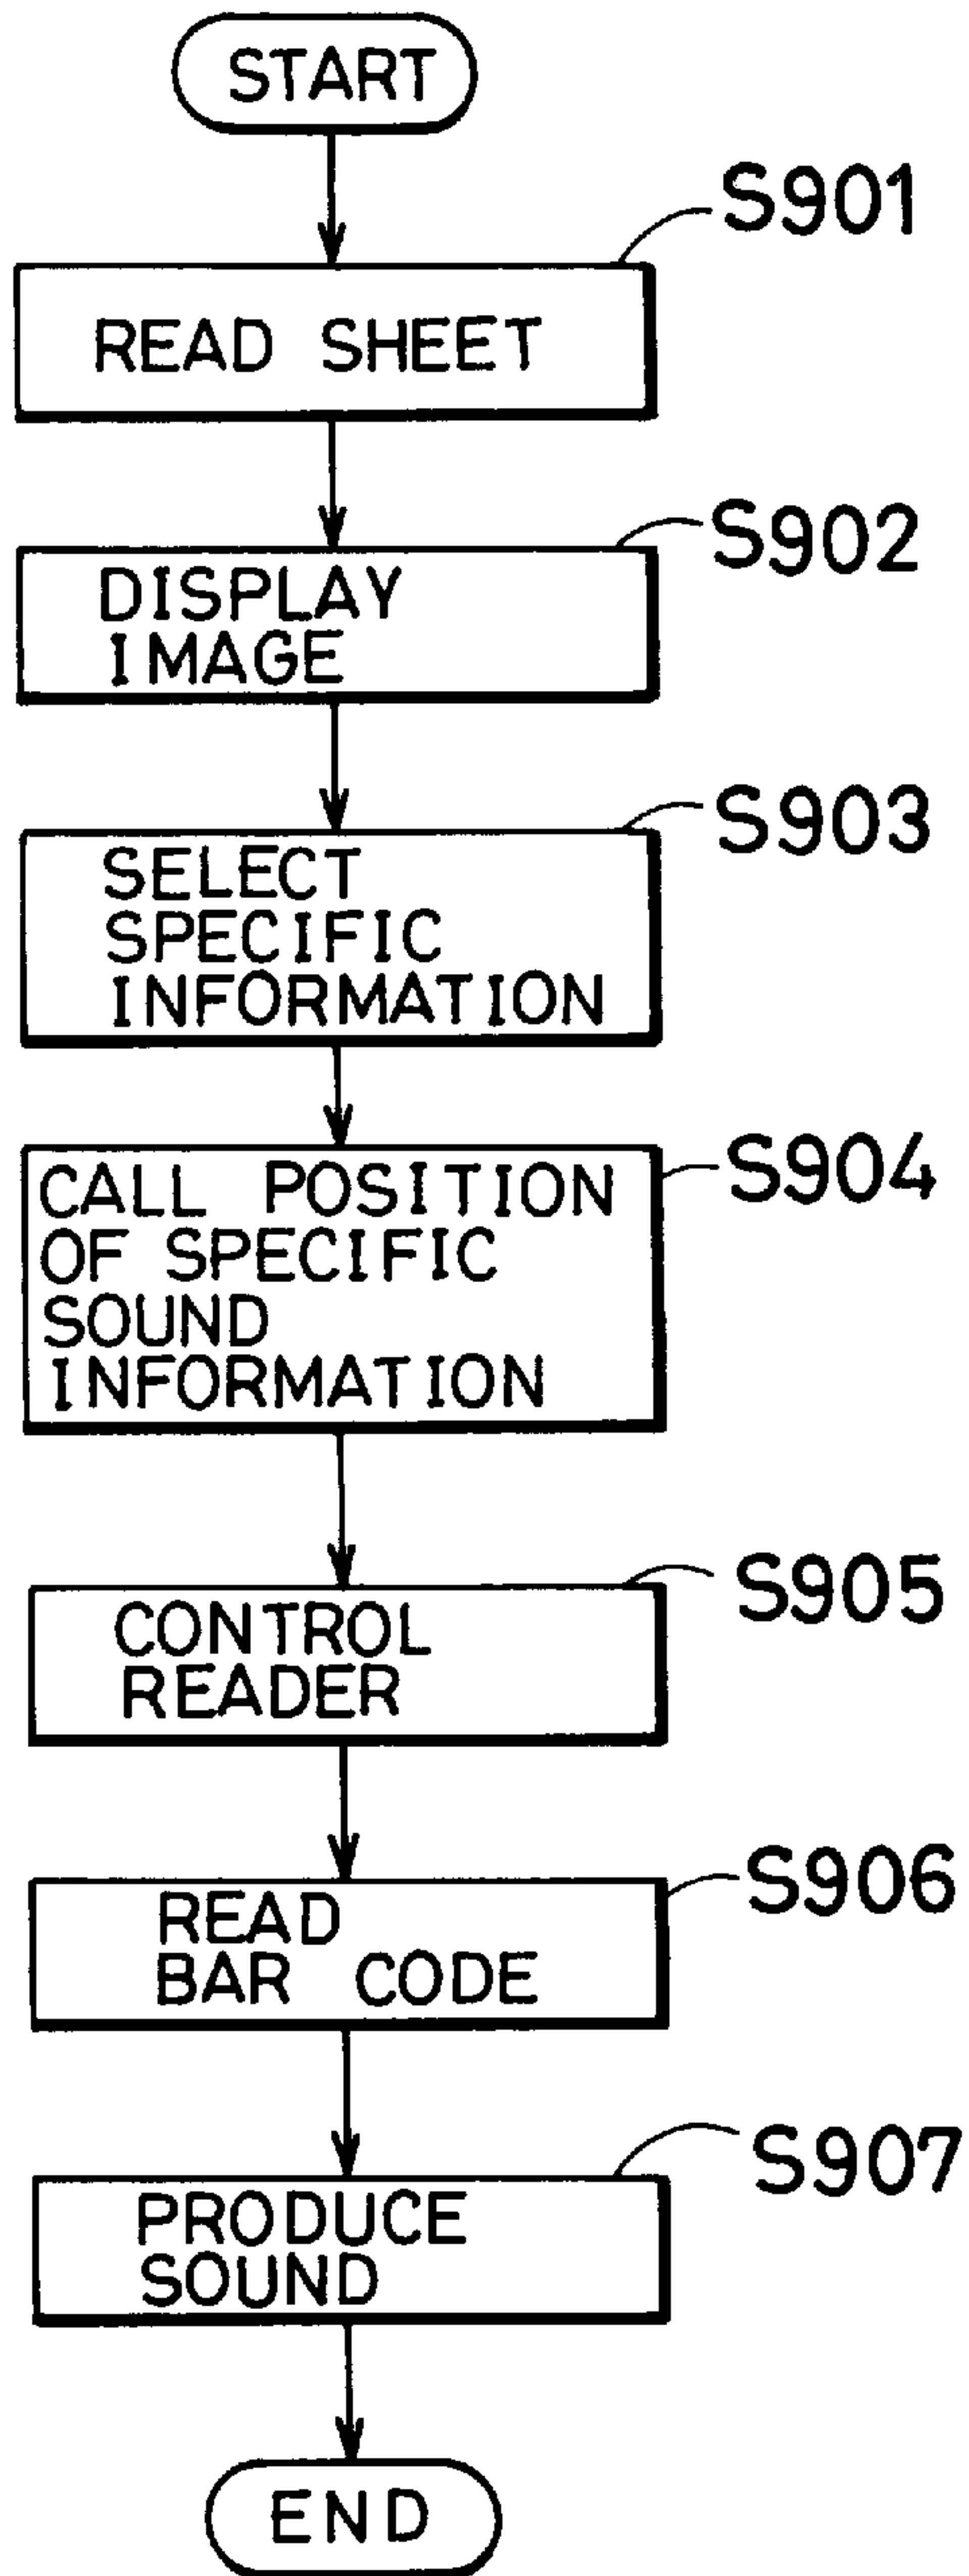 START
S901
READ SHEET
S902
DISPLAY
IMAGE
S903
SELECT
SPECIFIC
INFORMATION
S904
CALL POSITION
OF SPECIFIC
SOUND
INFORMATION
S905
CONTROL
READER
S906
READ
BAR CODE
S907
PRODUCE
SOUND
END